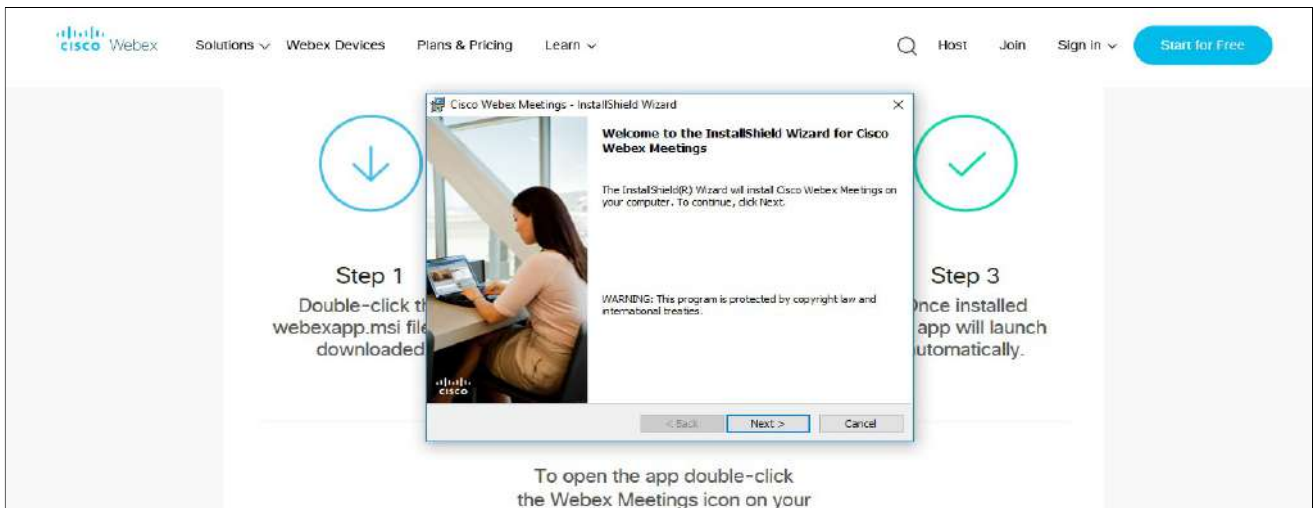 CISCO Webex
Solutions
Webex Devices
Plans & Pricing
Learn
Host
Join
Sign in
Start for Free
Cisco Webex Meetings - InstallShield Wizard
Welcome to the InstallShield Wizard for Cisco
Webex Meetings
The InstallShield(R) Wizard will install Cisco Webex Meetings on
your computer. To continue, click Next.
WARNING: This program is protected by copyright law and
international treaties.
CISCO
< Back
Next >
Cancel
Step 1
Double-click
webexapp.msi
downloaded
Step 3
installed
app will launch
To open the app double-click
the Webex Meetings icon on your